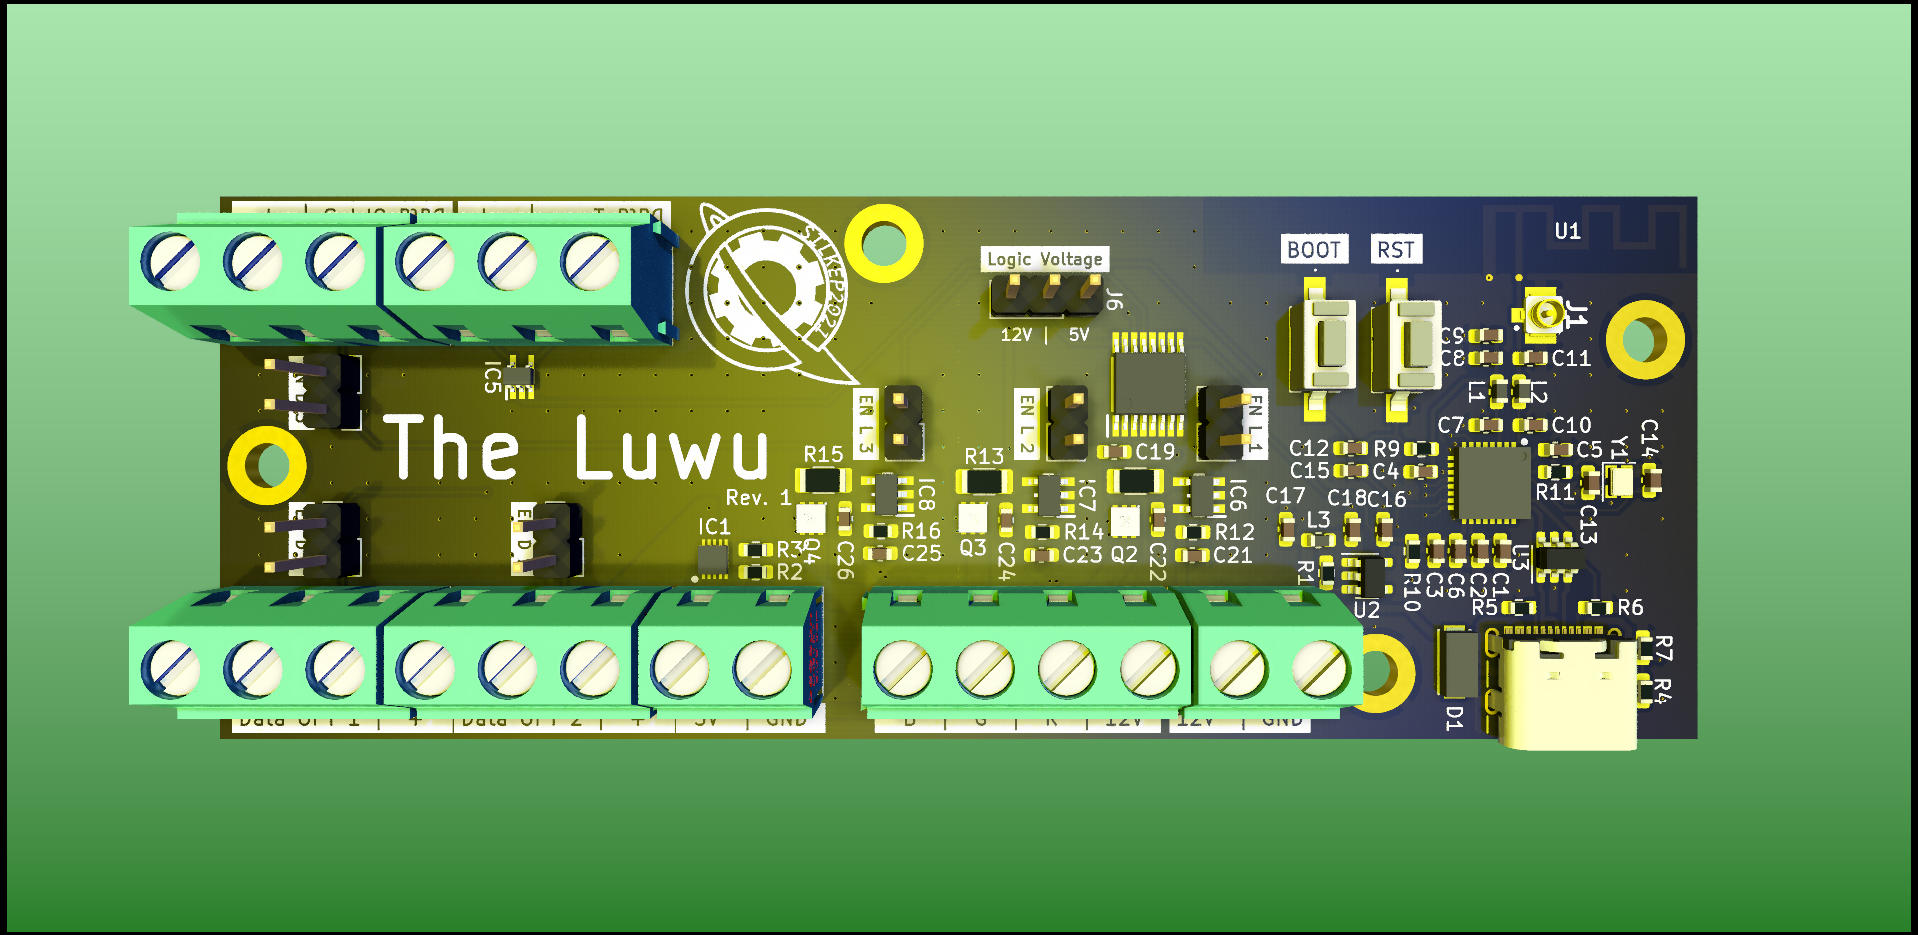 U1
SILKEP2021
BOOT
RST
Logic Voltage
J6
12V | 5V
J1
C9
C8
C11
L1
L2
IC5
EN L 3
EN L 2
EN L1
The Luwu
Rev. 1
R15
R13
C19
C7
C10
C12
R9
C15
C4
C5
Y1
C14
R11
C13
IC8
IC7
IC6
C17
C18
C16
L3
IC1
R3
R2
Q4
C26
R16
C25
Q3
C24
R14
C23
Q2
C22
R12
C21
R1
U2
R10
C3
C6
C2
C1
U3
R5
R6
R7
R4
D1
Data OFF 1 | +
Data OFF 2 | +
5V | GND
B | G | R | 12V
12V | GND